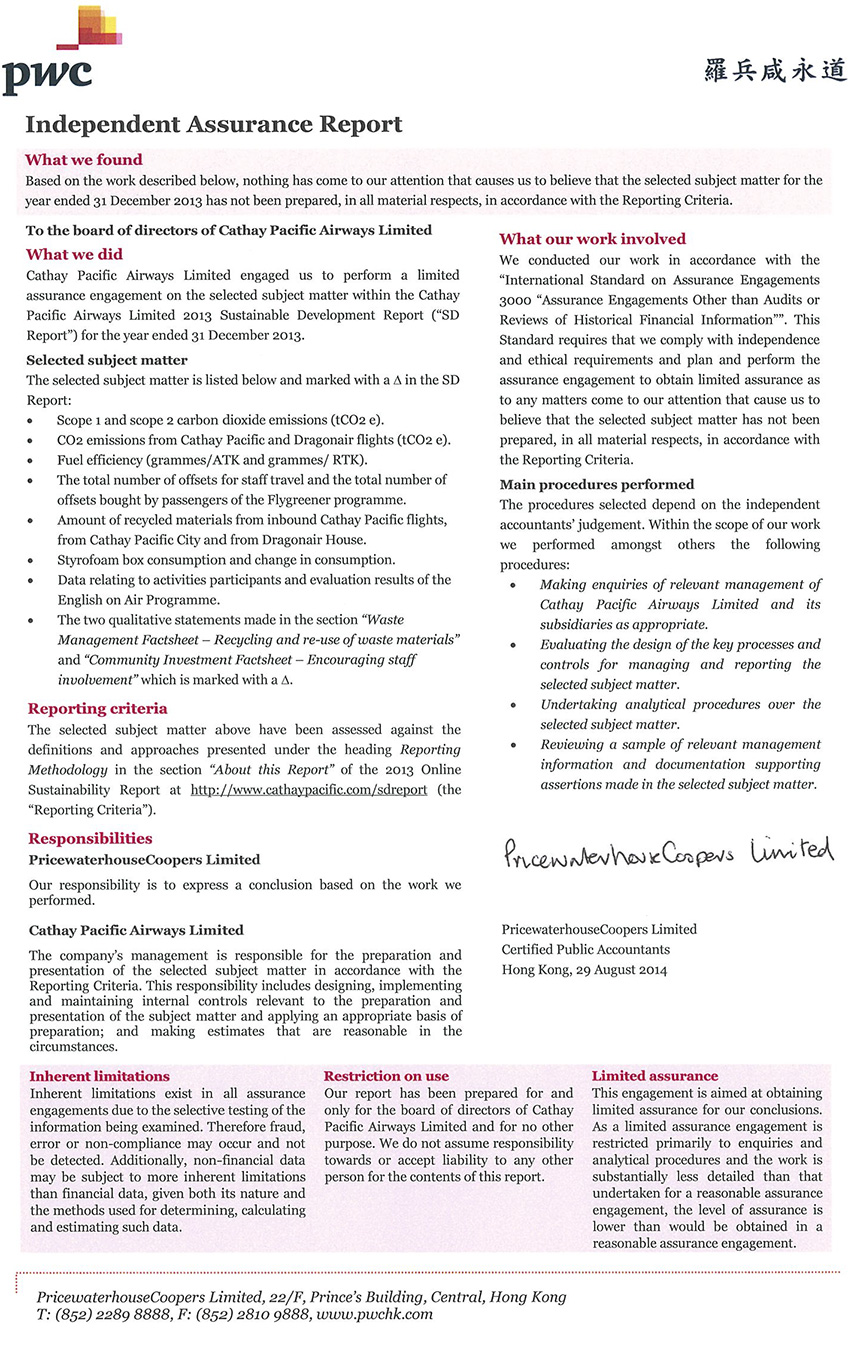 pwc
羅兵咸永道
Independent Assurance Report
What we found
Based on the work described below, nothing has come to our attention that causes us to believe that the selected subject matter for the
year ended 31 December 2013 has not been prepared, in all material respects, in accordance with the Reporting Criteria.
To the board of directors of Cathay Pacific Airways Limited
What we did
Cathay Pacific Airways Limited engaged us to perform a limited
assurance engagement on the selected subject matter within the Cathay
Pacific Airways Limited 2013 Sustainable Development Report (“SD
Report”) for the year ended 31 December 2013.
Selected subject matter
The selected subject matter is listed below and marked with a Δ in the SD
Report:
• Scope 1 and scope 2 carbon dioxide emissions (tCO2 e).
• CO2 emissions from Cathay Pacific and Dragonair flights (tCO2 e).
• Fuel efficiency (grammes/ATK and grammes/ RTK).
• The total number of offsets for staff travel and the total number of
offsets bought by passengers of the Flygreener programme.
• Amount of recycled materials from inbound Cathay Pacific flights,
from Cathay Pacific City and from Dragonair House.
• Styrofoam box consumption and change in consumption.
• Data relating to activities participants and evaluation results of the
English on Air Programme.
• The two qualitative statements made in the section “Waste
Management Factsheet – Recycling and re-use of waste materials”
and “Community Investment Factsheet – Encouraging staff
involvement” which is marked with a Δ.
Reporting criteria
The selected subject matter above have been assessed against the
definitions and approaches presented under the heading Reporting
Methodology in the section “About this Report” of the 2013 Online
Sustainability Report at http://www.cathaypacific.com/sdreport (the
“Reporting Criteria”).
Responsibilities
PricewaterhouseCoopers Limited
Our responsibility is to express a conclusion based on the work we
performed.
Cathay Pacific Airways Limited
The company’s management is responsible for the preparation and
presentation of the selected subject matter in accordance with the
Reporting Criteria. This responsibility includes designing, implementing
and maintaining internal controls relevant to the preparation and
presentation of the subject matter and applying an appropriate basis of
preparation; and making estimates that are reasonable in the
circumstances.
What our work involved
We conducted our work in accordance with the
“International Standard on Assurance Engagements
3000 “Assurance Engagements Other than Audits or
Reviews of Historical Financial Information””. This
Standard requires that we comply with independence
and ethical requirements and plan and perform the
assurance engagement to obtain limited assurance as
to any matters come to our attention that cause us to
believe that the selected subject matter has not been
prepared, in all material respects, in accordance with
the Reporting Criteria.
Main procedures performed
The procedures selected depend on the independent
accountants’ judgement. Within the scope of our work
we performed amongst others the following
procedures:
• Making enquiries of relevant management of
Cathay Pacific Airways Limited and its
subsidiaries as appropriate.
• Evaluating the design of the key processes and
controls for managing and reporting the
selected subject matter.
• Undertaking analytical procedures over the
selected subject matter.
• Reviewing a sample of relevant management
information and documentation supporting
assertions made in the selected subject matter.
PricewaterhouseCoopers Limited
PricewaterhouseCoopers Limited
Certified Public Accountants
Hong Kong, 29 August 2014
Inherent limitations
Inherent limitations exist in all assurance
engagements due to the selective testing of the
information being examined. Therefore fraud,
error or non-compliance may occur and not
be detected. Additionally, non-financial data
may be subject to more inherent limitations
than financial data, given both its nature and
the methods used for determining, calculating
and estimating such data.
Restriction on use
Our report has been prepared for and
only for the board of directors of Cathay
Pacific Airways Limited and for no other
purpose. We do not assume responsibility
towards or accept liability to any other
person for the contents of this report.
Limited assurance
This engagement is aimed at obtaining
limited assurance for our conclusions.
As a limited assurance engagement is
restricted primarily to enquiries and
analytical procedures and the work is
substantially less detailed than that
undertaken for a reasonable assurance
engagement, the level of assurance is
lower than would be obtained in a
reasonable assurance engagement.
PricewaterhouseCoopers Limited, 22/F, Prince’s Building, Central, Hong Kong
T: (852) 2289 8888, F: (852) 2810 9888, www.pwchk.com